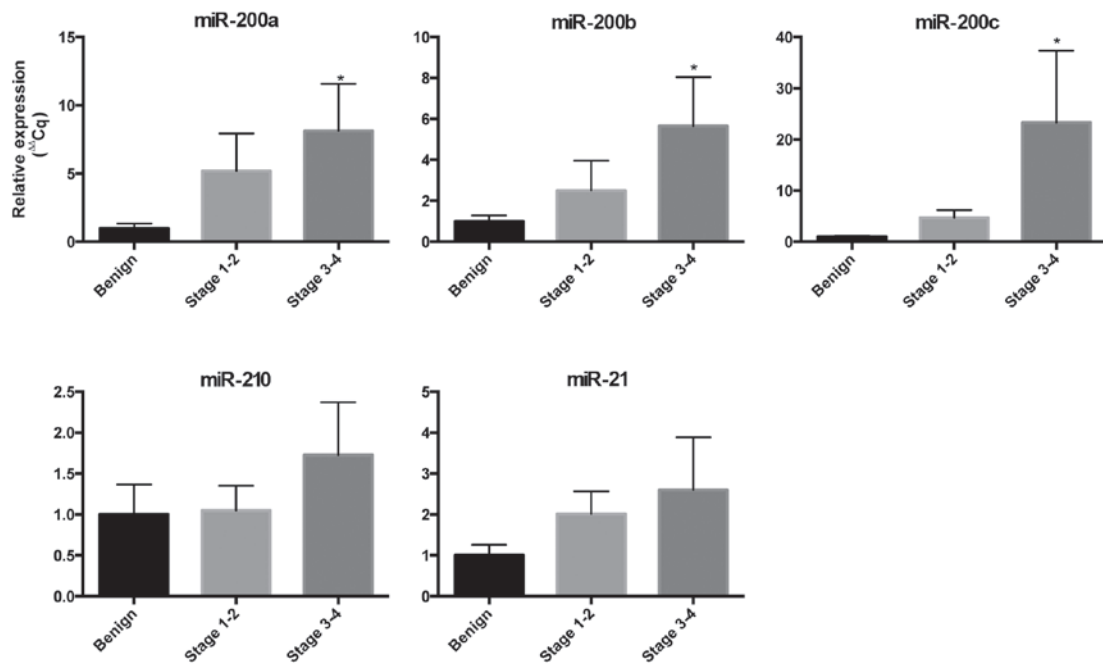 miR-200a
miR-200b
miR-200c
Relative expression
(ΔΔCq)
15
10
5
0
Benign
Stage 1-2
Stage 3-4
*
10
8
6
4
2
0
Benign
Stage 1-2
Stage 3-4
*
40
30
20
10
0
Benign
Stage 1-2
Stage 3-4
*
miR-210
miR-21
2.5
2.0
1.5
1.0
0.5
0.0
Benign
Stage 1-2
Stage 3-4
5
4
3
2
1
0
Benign
Stage 1-2
Stage 3-4